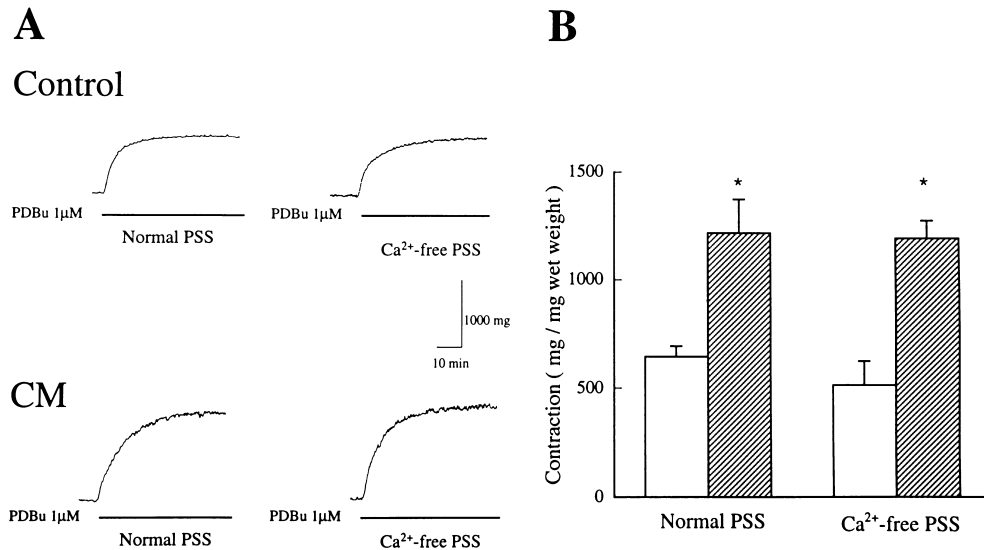 A
Control
PDBu 1μM
Normal PSS
PDBu 1μM
Ca²⁺-free PSS
1000 mg
10 min
CM
PDBu 1μM
Normal PSS
PDBu 1μM
Ca²⁺-free PSS
B
Contraction ( mg / mg wet weight )
1500
1000
500
0
*
*
Normal PSS
Ca²⁺-free PSS